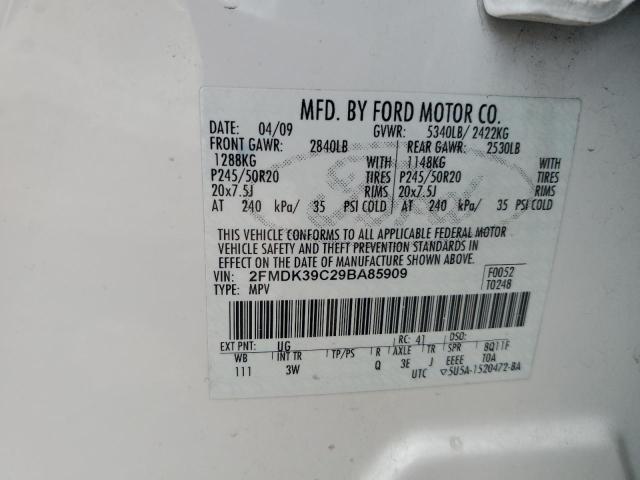 MFD. BY FORD MOTOR CO.
DATE: 04/09 GVWR: 5340LB/ 2422KG
FRONT GAWR: 2840LB REAR GAWR: 2530LB
1288KG WITH 1148KG WITH
P245/50R20 TIRES P245/50R20 TIRES
20x7.5J RIMS 20x7.5J RIMS
AT 240 kPa/ 35 PSI COLD AT 240 kPa/ 35 PSI COLD
THIS VEHICLE CONFORMS TO ALL APPLICABLE FEDERAL MOTOR
VEHICLE SAFETY AND THEFT PREVENTION STANDARDS IN
EFFECT ON THE DATE OF MANUFACTURE SHOWN ABOVE.
VIN: 2FMDK39C29BA85909 F0052
TYPE: MPV T0248
EXT PNT: UG RC: 41 DSO:
WB INT TR TP/PS R AXLE TR SPR 8Q11F
111 3W Q 3E J EEEE T0A
UTC ▽5U5A-1520472-BA
Ford